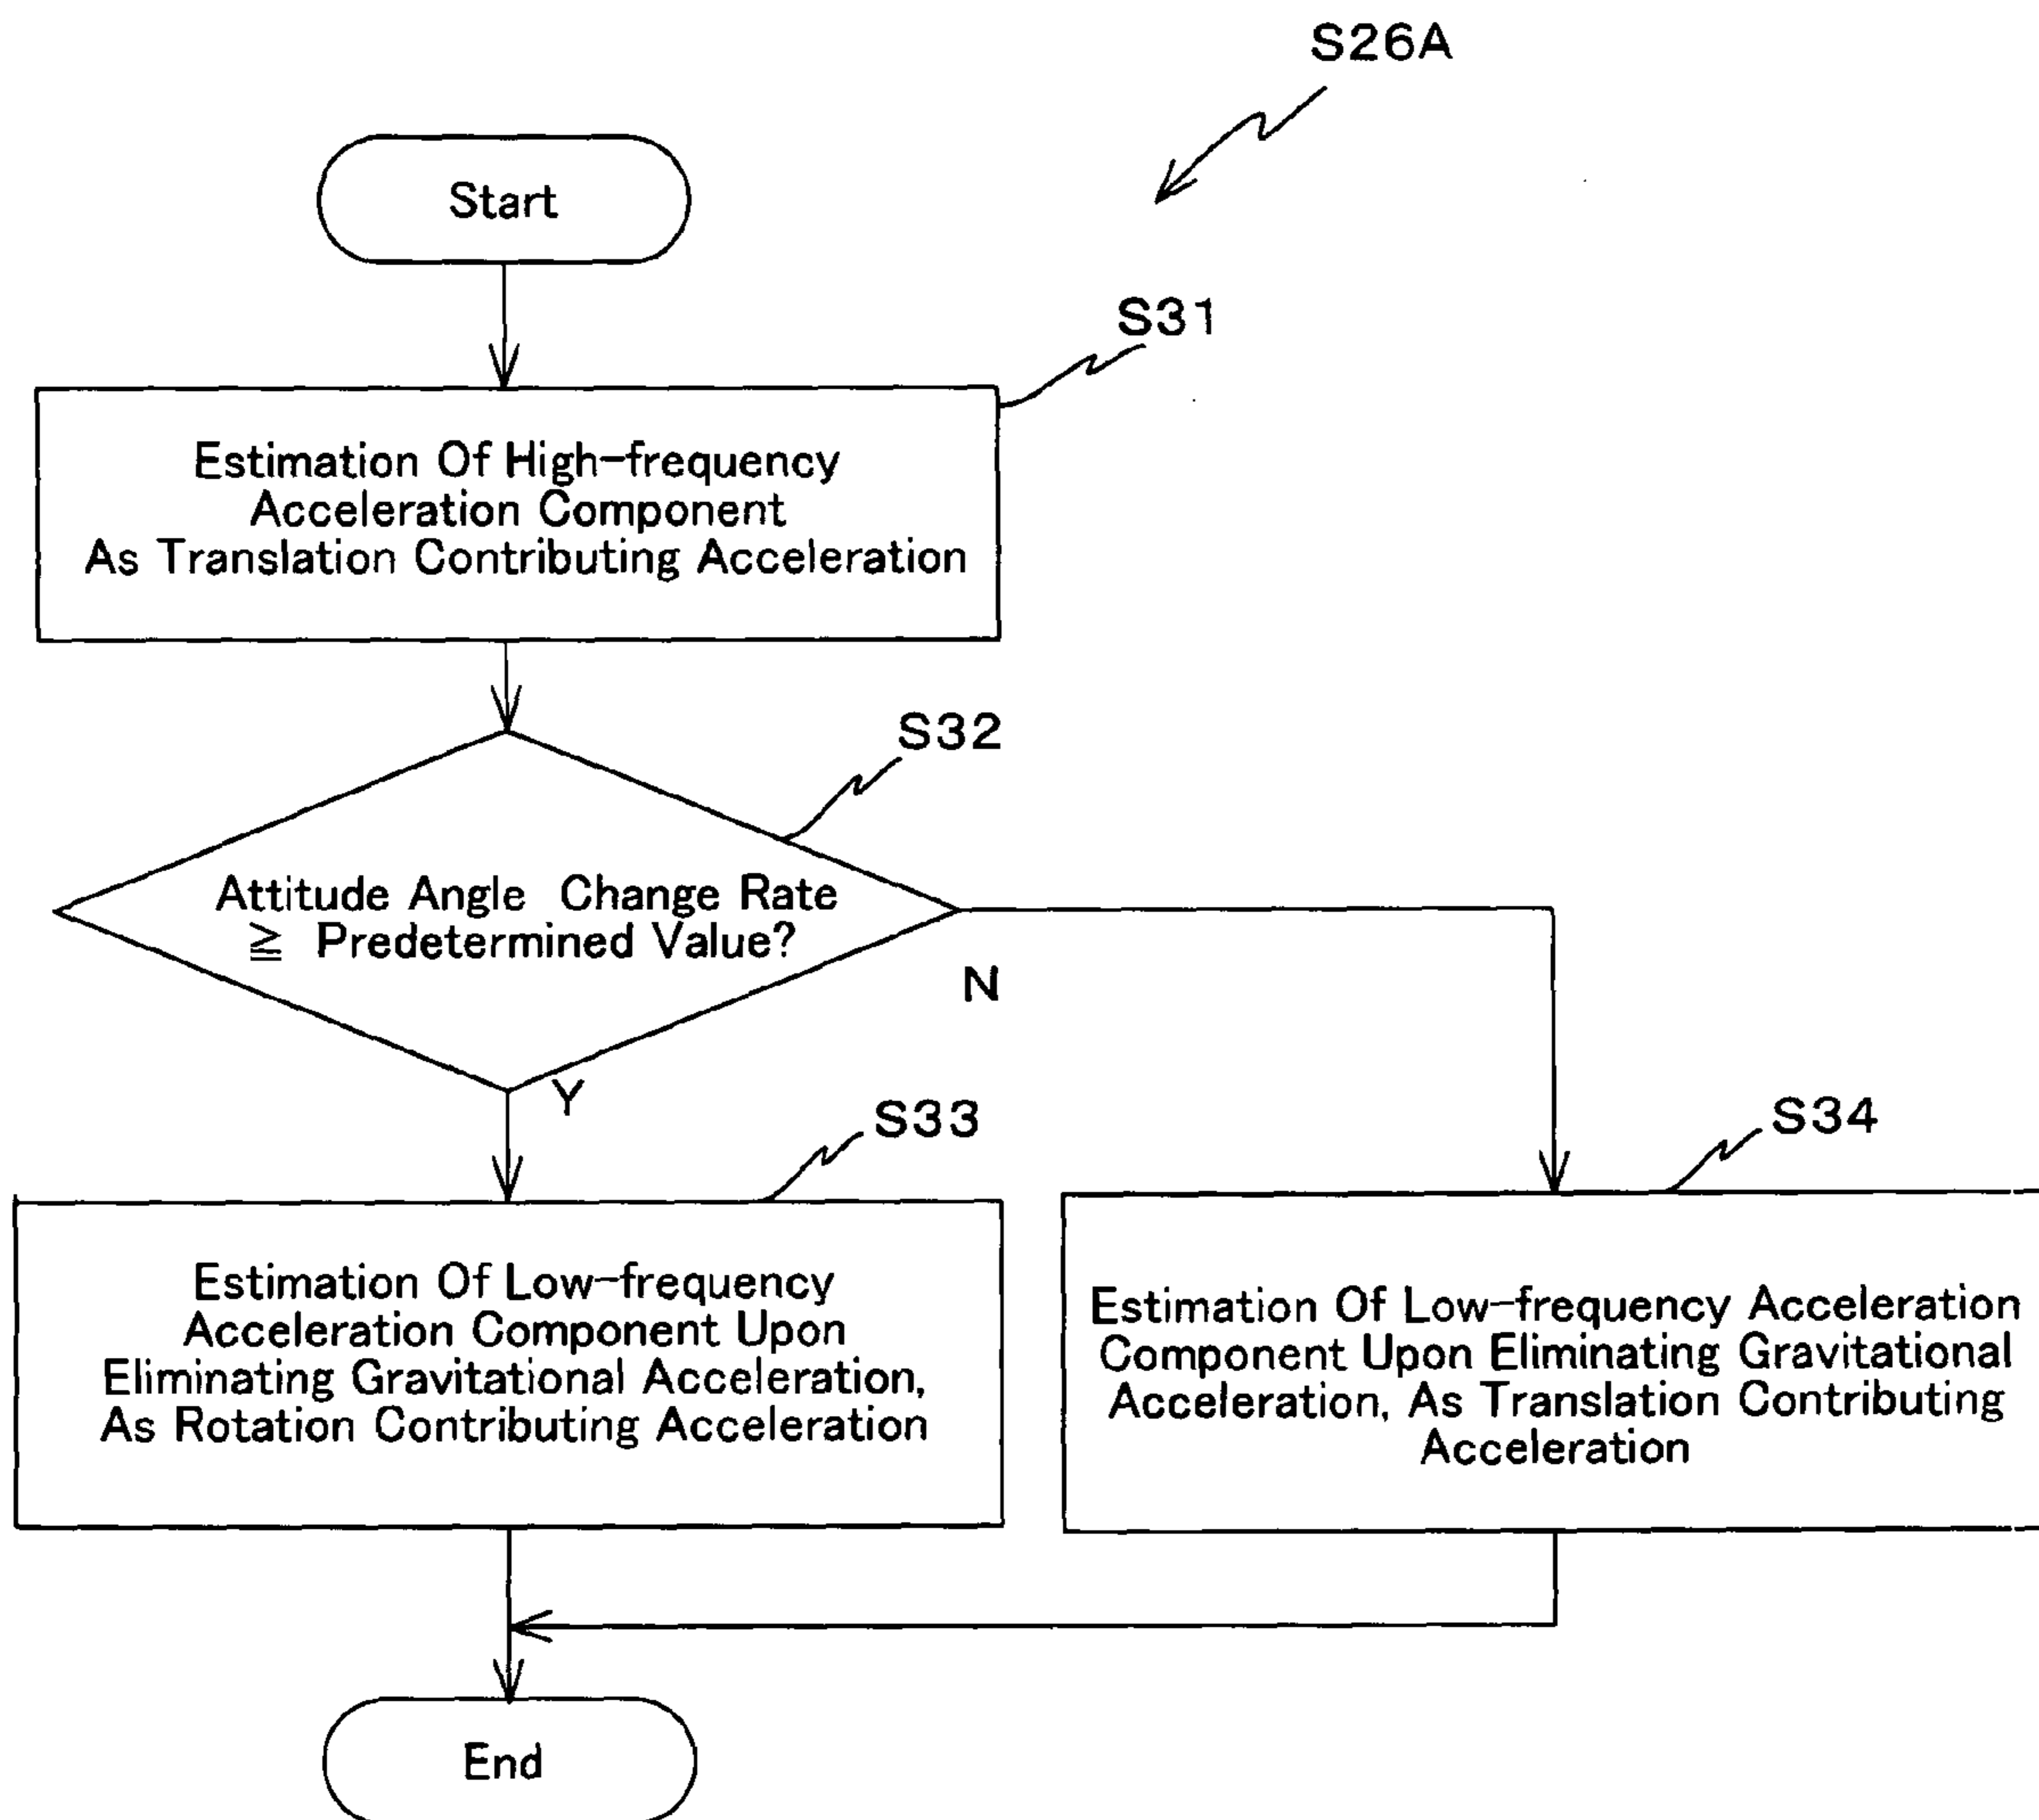 S26A
Start
S31
Estimation Of High-frequency
Acceleration Component
As Translation Contributing Acceleration
S32
Attitude Angle Change Rate
≧ Predetermined Value?
N
Y
S33
S34
Estimation Of Low-frequency
Acceleration Component Upon
Eliminating Gravitational Acceleration,
As Rotation Contributing Acceleration
Estimation Of Low-frequency Acceleration
Component Upon Eliminating Gravitational
Acceleration, As Translation Contributing
Acceleration
End